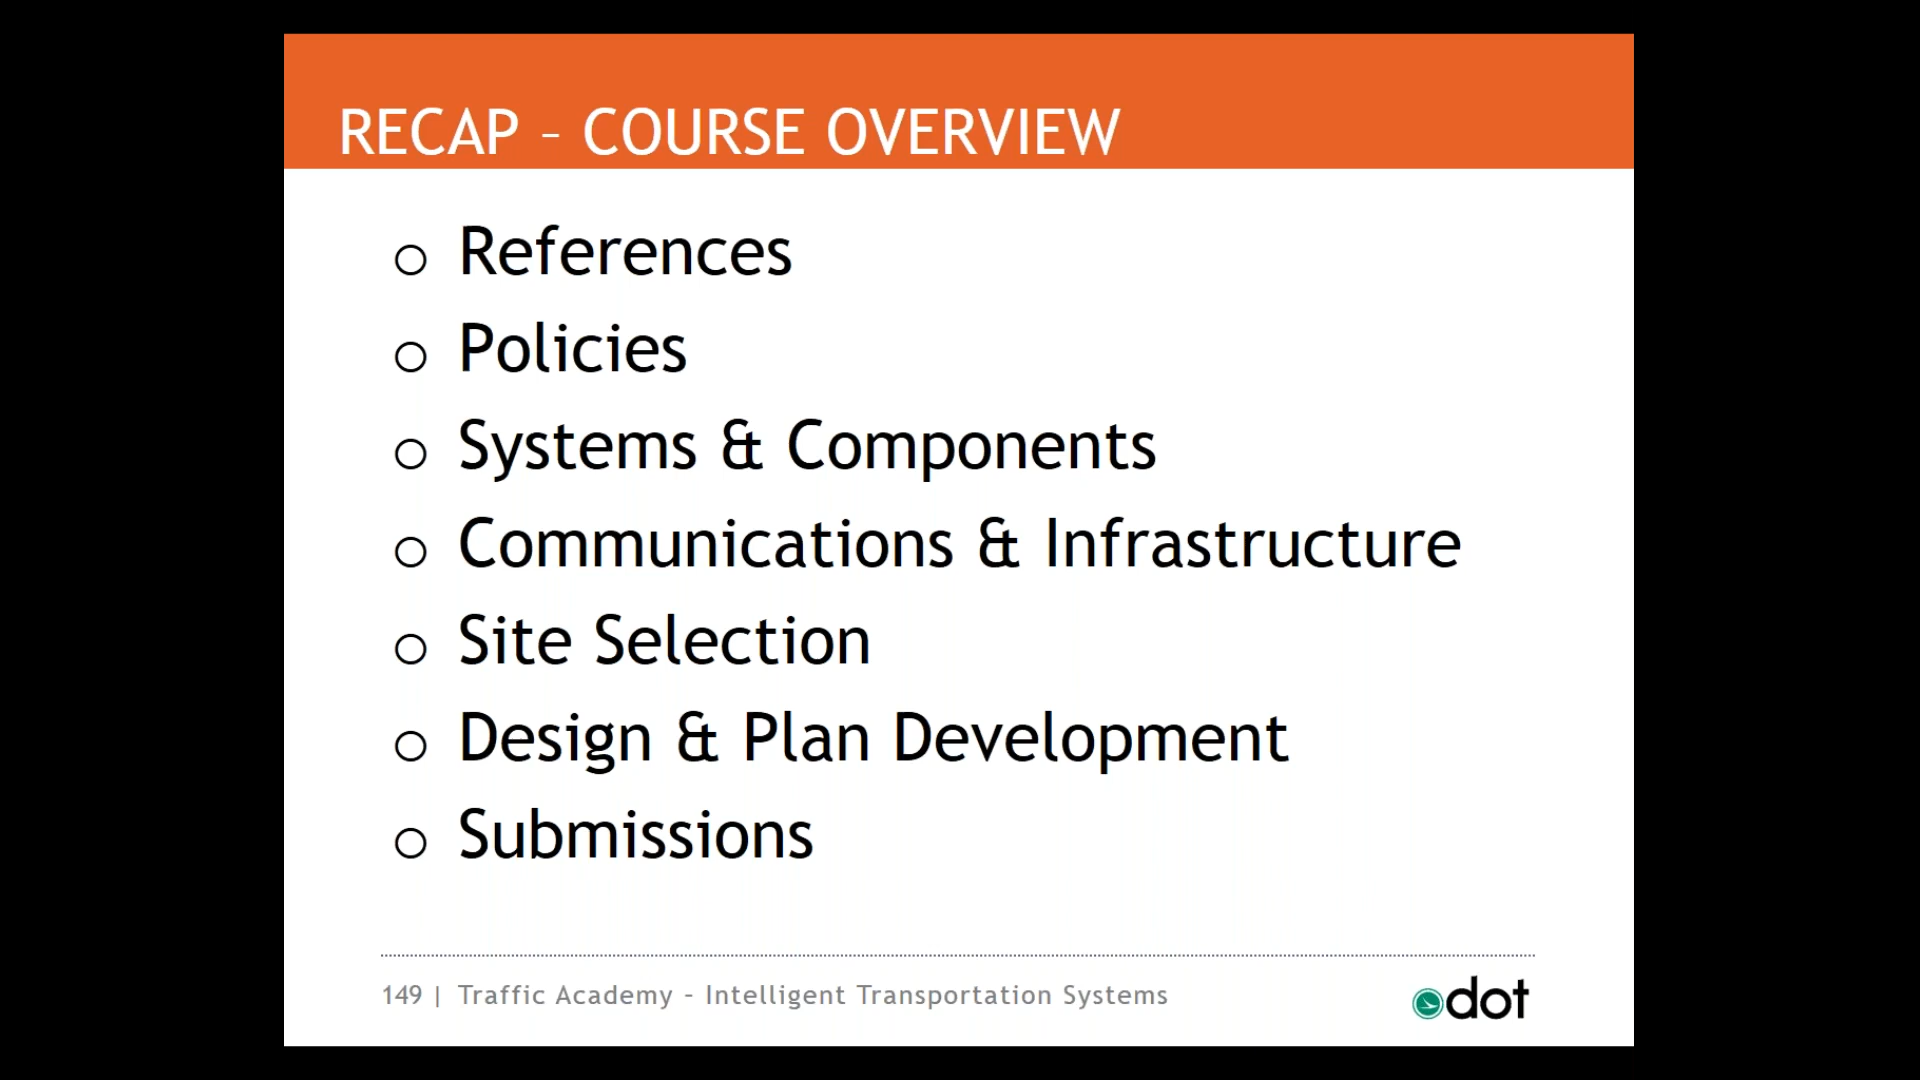 RECAP – COURSE OVERVIEW
○ References
○ Policies
○ Systems & Components
○ Communications & Infrastructure
○ Site Selection
○ Design & Plan Development
○ Submissions
149 | Traffic Academy – Intelligent Transportation Systems
odot